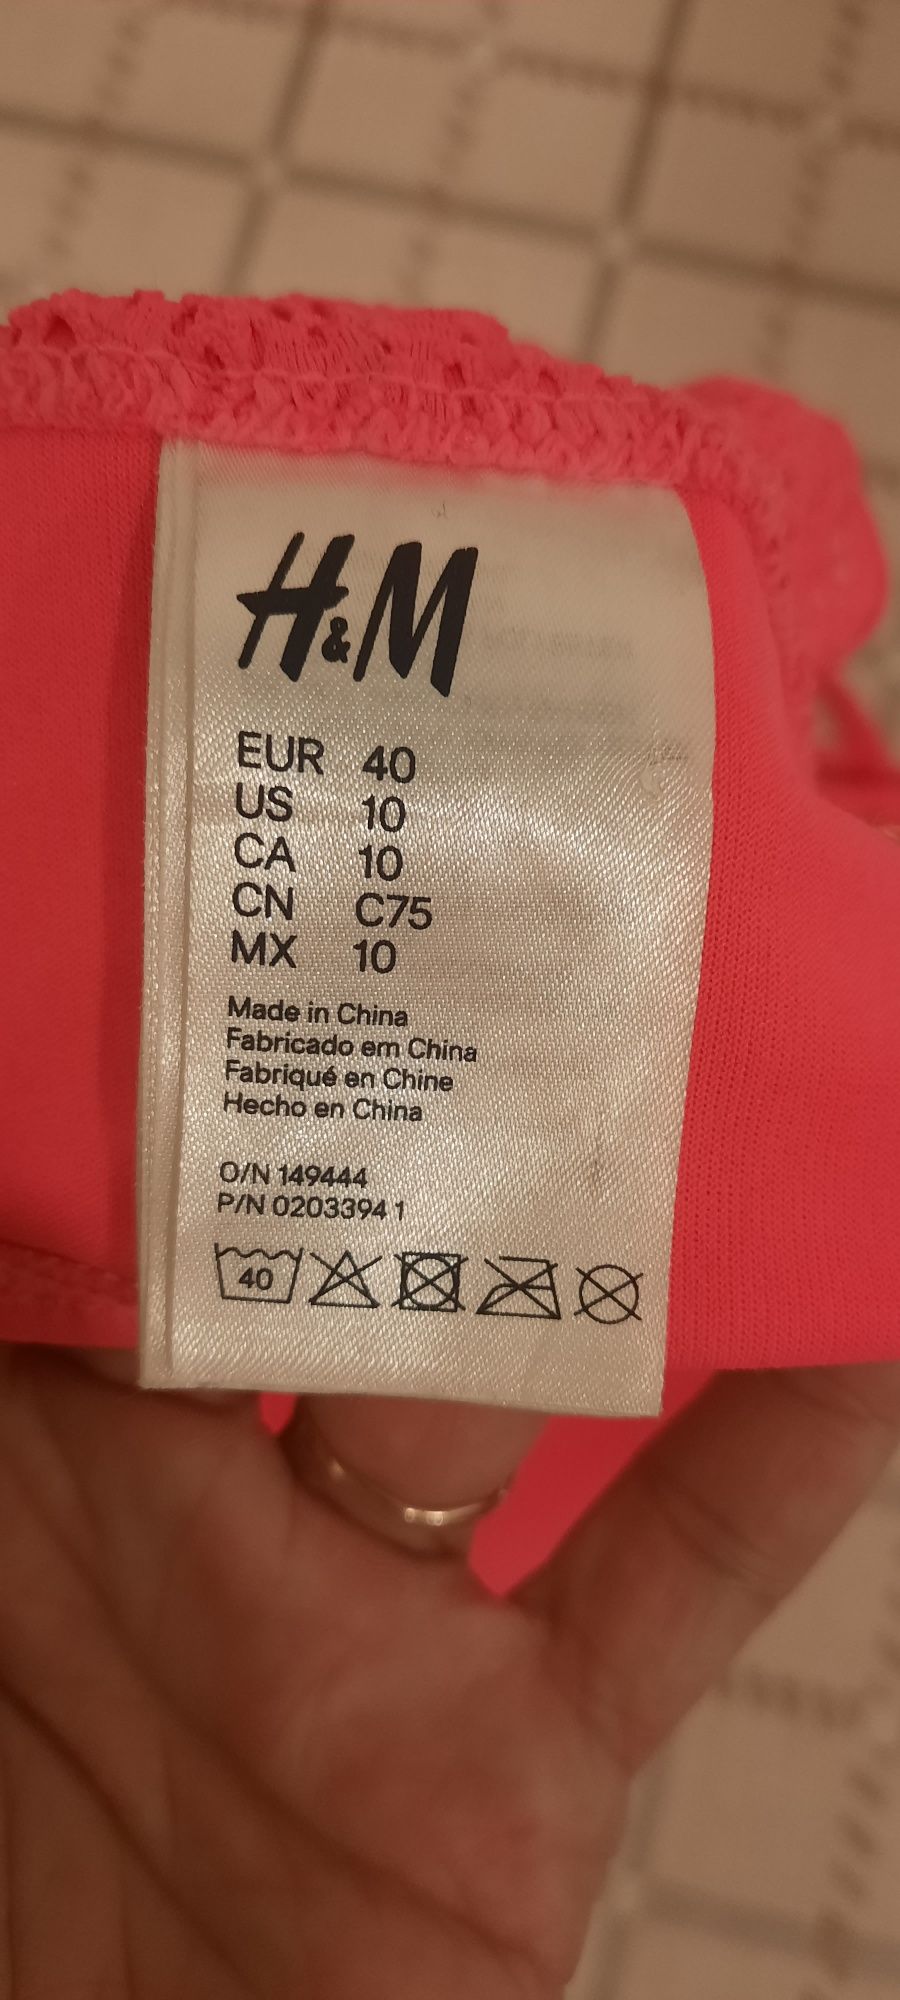 H&M
EUR 40
US 10
CA 10
CN C75
MX 10
Made in China
Fabricado em China
Fabriqué en Chine
Hecho en China
O/N 149444
P/N 0203394 1
40